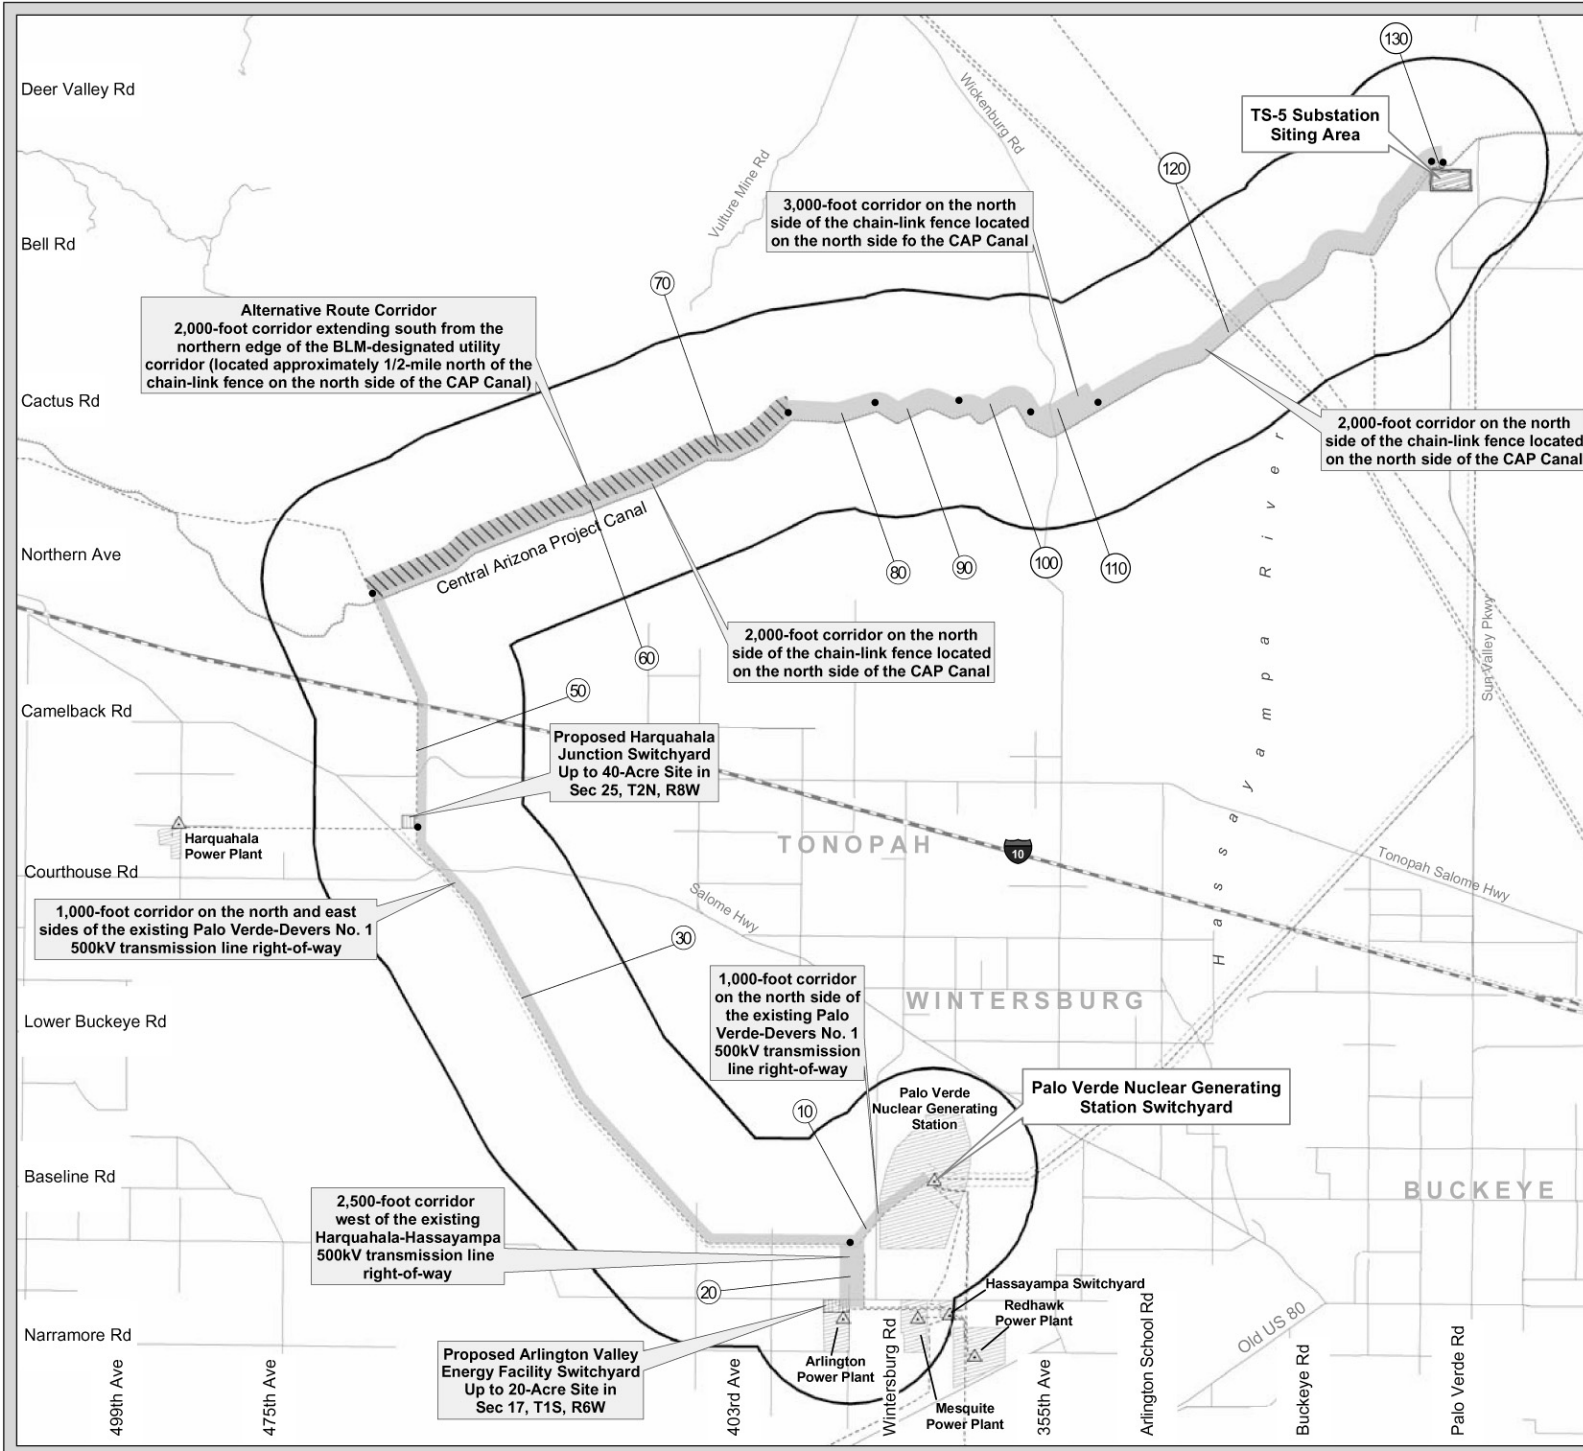 130
Deer Valley Rd
Wickenburg Rd
TS-5 Substation
Siting Area
120
Vulture Mine Rd
3,000-foot corridor on the north
side of the chain-link fence located
on the north side fo the CAP Canal
Bell Rd
70
Alternative Route Corridor
2,000-foot corridor extending south from the
northern edge of the BLM-designated utility
corridor (located approximately 1/2-mile north of the
chain-link fence on the north side of the CAP Canal)
Cactus Rd
2,000-foot corridor on the north
side of the chain-link fence located
on the north side of the CAP Canal
Hassayampa River
Central Arizona Project Canal
Northern Ave
80
90
100
110
Sun Valley Pkwy
2,000-foot corridor on the north
side of the chain-link fence located
on the north side of the CAP Canal
60
50
Camelback Rd
Proposed Harquahala
Junction Switchyard
Up to 40-Acre Site in
Sec 25, T2N, R8W
Harquahala
Power Plant
TONOPAH
10
Tonopah Salome Hwy
Courthouse Rd
Salome Hwy
1,000-foot corridor on the north and east
sides of the existing Palo Verde-Devers No. 1
500kV transmission line right-of-way
30
1,000-foot corridor
on the north side of
the existing Palo
Verde-Devers No. 1
500kV transmission
line right-of-way
WINTERSBURG
Lower Buckeye Rd
10
Palo Verde
Nuclear Generating
Station
Palo Verde Nuclear Generating
Station Switchyard
Baseline Rd
BUCKEYE
2,500-foot corridor
west of the existing
Harquahala-Hassayampa
500kV transmission line
right-of-way
20
Hassayampa Switchyard
Redhawk
Power Plant
Old US 80
Narramore Rd
Proposed Arlington Valley
Energy Facility Switchyard
Up to 20-Acre Site in
Sec 17, T1S, R6W
Arlington
Power Plant
Mesquite
Power Plant
499th Ave
475th Ave
403rd Ave
Wintersburg Rd
355th Ave
Arlington School Rd
Buckeye Rd
Palo Verde Rd